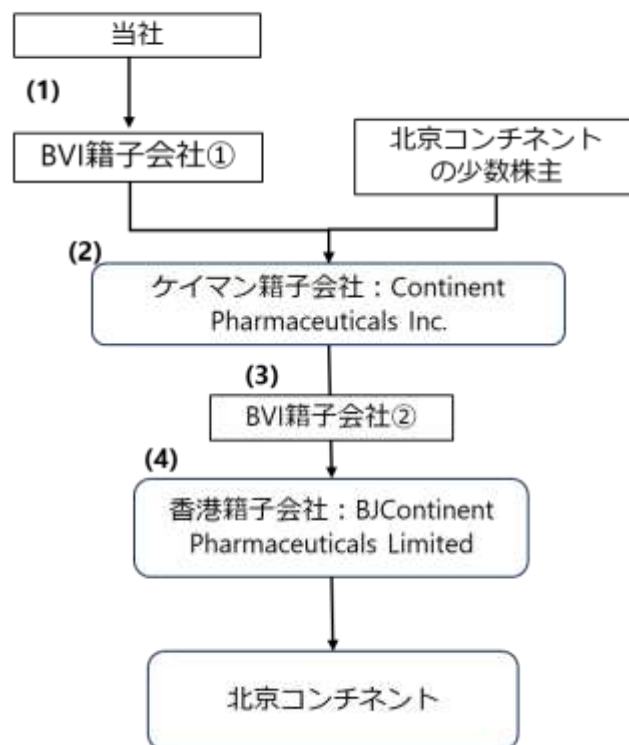 当社
(1)
BVI籍子会社①
北京コンチネント
の少数株主
(2)
ケイマン籍子会社：Continent
Pharmaceuticals Inc.
(3)
BVI籍子会社②
(4)
香港籍子会社：BJContinent
Pharmaceuticals Limited
北京コンチネント